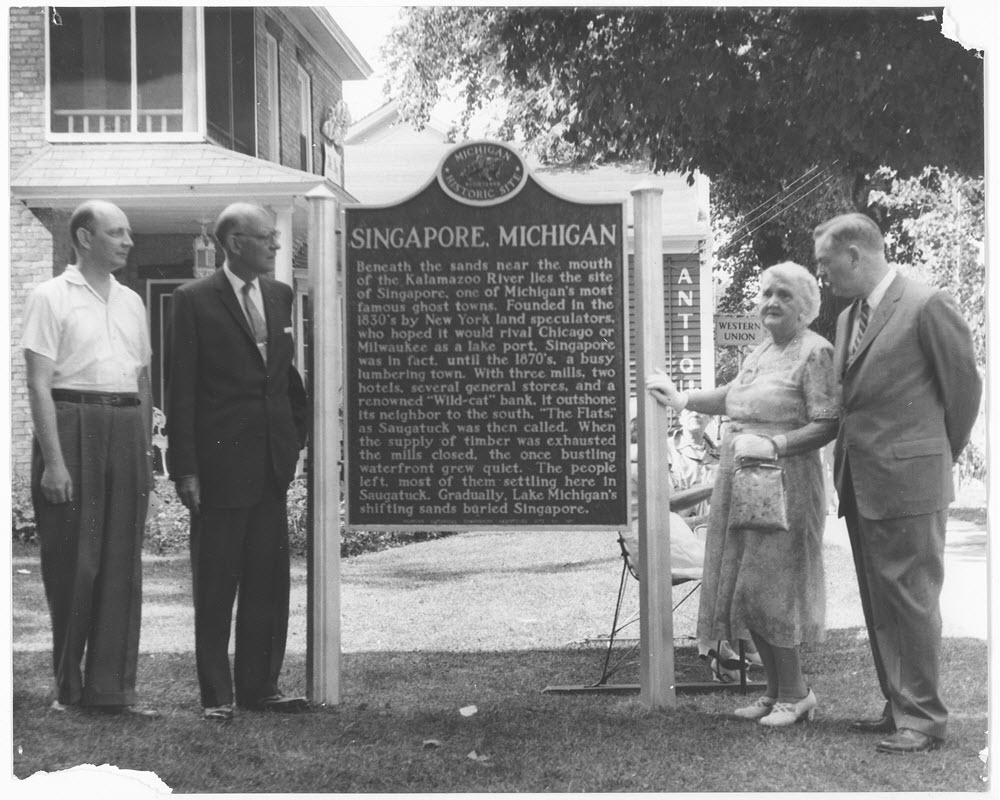 MICHIGAN
HISTORIC SITE
SINGAPORE, MICHIGAN
Beneath the sands near the mouth
of the Kalamazoo River lies the site
of Singapore, one of Michigan's most
famous ghost towns. Founded in the
1830's by New York land speculators,
who hoped it would rival Chicago or
Milwaukee as a lake port, Singapore
was in fact, until the 1870's, a busy
lumbering town. With three mills, two
hotels, several general stores, and a
renowned "Wild-cat" bank, it outshone
its neighbor to the south, "The Flats,"
as Saugatuck was then called. When
the supply of timber was exhausted
the mills closed, the once bustling
waterfront grew quiet. The people
left, most of them settling here in
Saugatuck. Gradually, Lake Michigan's
shifting sands buried Singapore.
ANTIQU
WESTERN
UNION